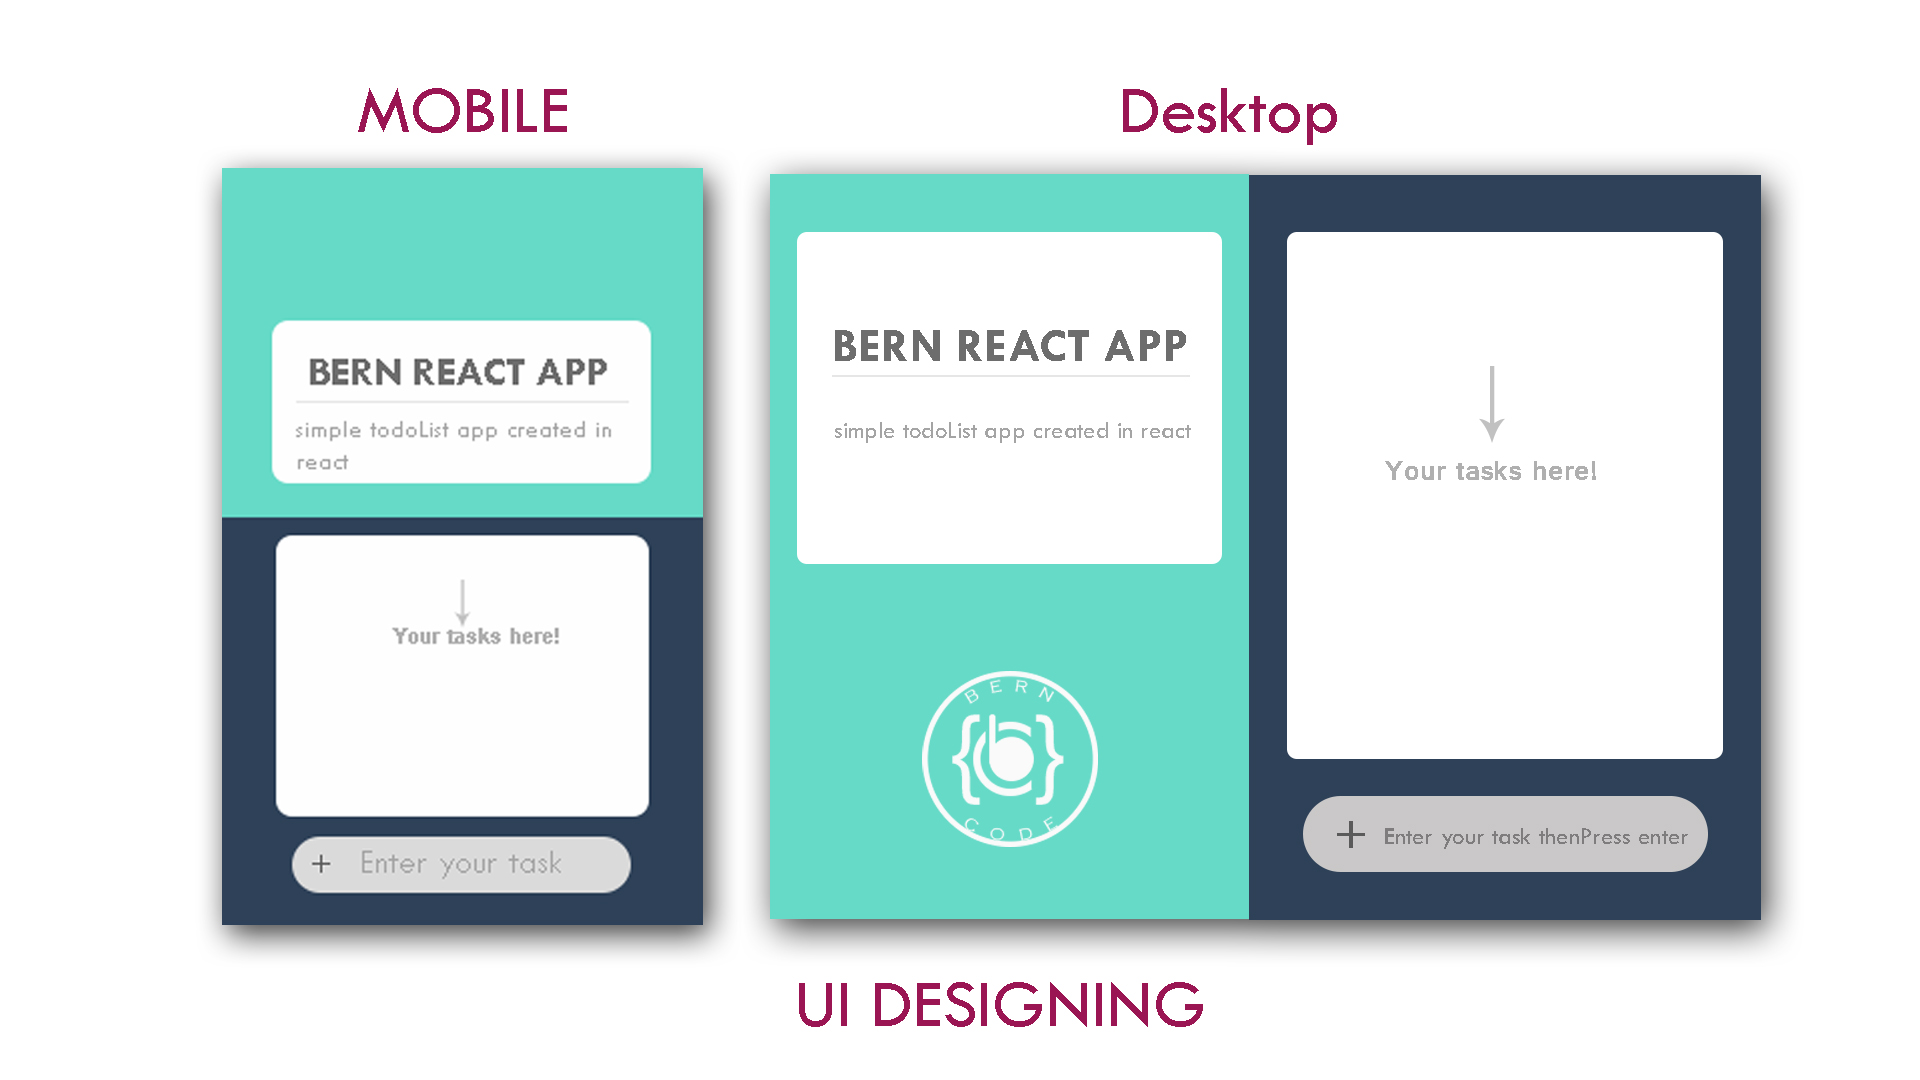 MOBILE
Desktop
BERN REACT APP
simple todoList app created in
react
Your tasks here!
+ Enter your task
BERN REACT APP
simple todoList app created in react
BERN
{bc}
CODE
Your tasks here!
+ Enter your task thenPress enter
UI DESIGNING